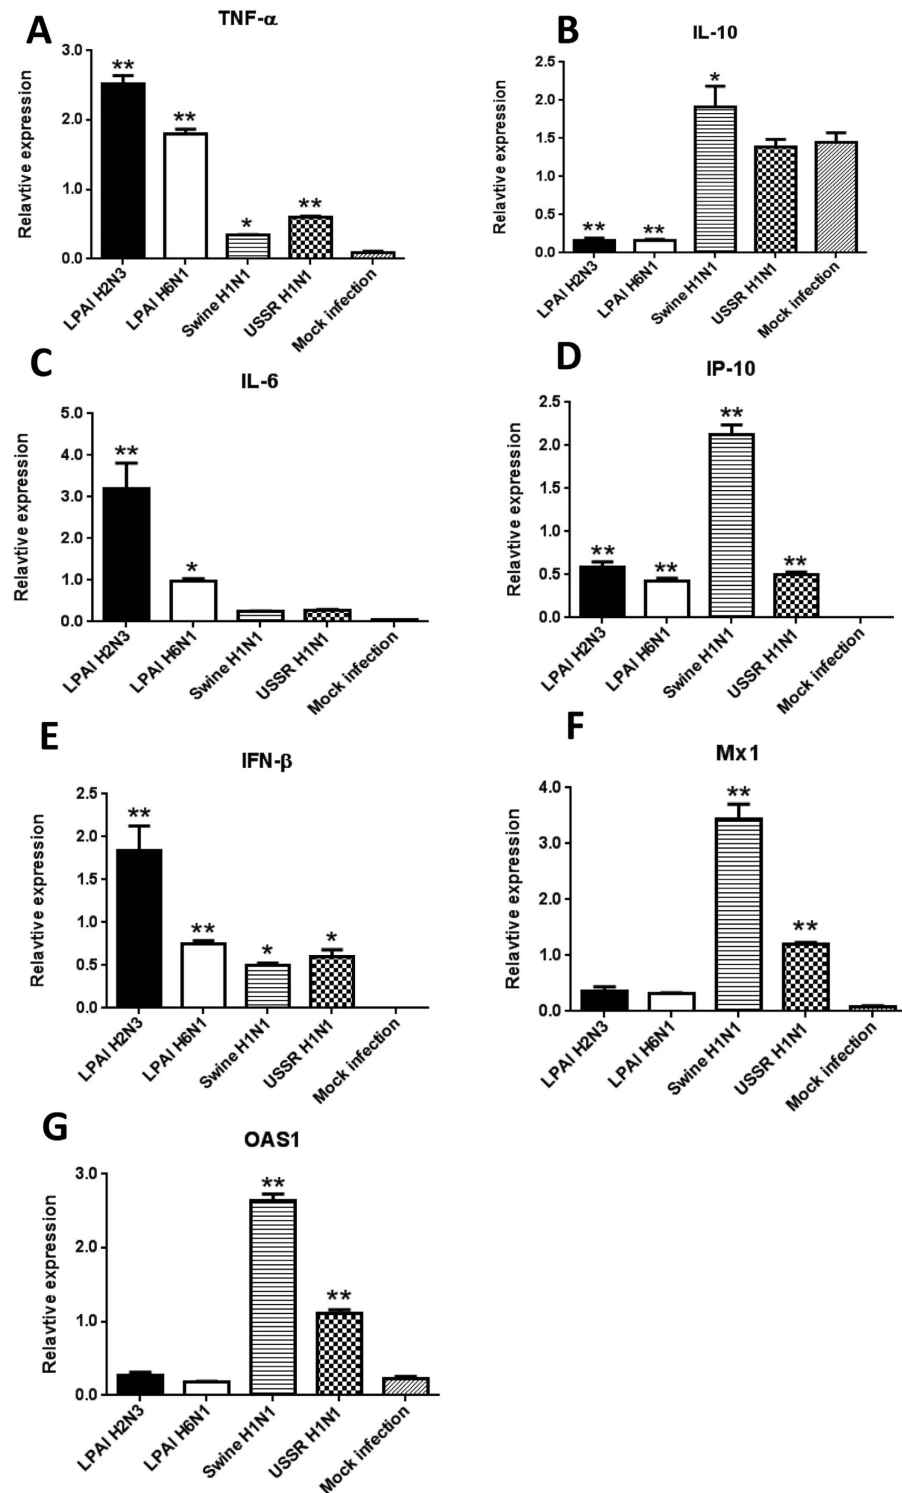 A
TNF-α
Relavtive expression
3.0
2.0
1.0
0.0
**
**
*
**
LPAI H2N3
LPAI H6N1
Swine H1N1
USSR H1N1
Mock infection
B
IL-10
Relavtive expression
2.5
2.0
1.5
1.0
0.5
0.0
**
**
*
LPAI H2N3
LPAI H6N1
Swine H1N1
USSR H1N1
Mock infection
C
IL-6
Relavtive expression
5.0
4.0
3.0
2.0
1.0
0.0
**
*
LPAI H2N3
LPAI H6N1
Swine H1N1
USSR H1N1
Mock infection
D
IP-10
Relavtive expression
2.5
2.0
1.5
1.0
0.5
0.0
**
**
**
**
LPAI H2N3
LPAI H6N1
Swine H1N1
USSR H1N1
Mock infection
E
IFN-β
Relavtive expression
2.5
2.0
1.5
1.0
0.5
0.0
**
**
*
*
LPAI H2N3
LPAI H6N1
Swine H1N1
USSR H1N1
Mock infection
F
Mx1
Relavtive expression
4.0
3.0
2.0
1.0
0.0
**
**
LPAI H2N3
LPAI H6N1
Swine H1N1
USSR H1N1
Mock infection
G
OAS1
Relavtive expression
3.0
2.0
1.0
0.0
**
**
LPAI H2N3
LPAI H6N1
Swine H1N1
USSR H1N1
Mock infection